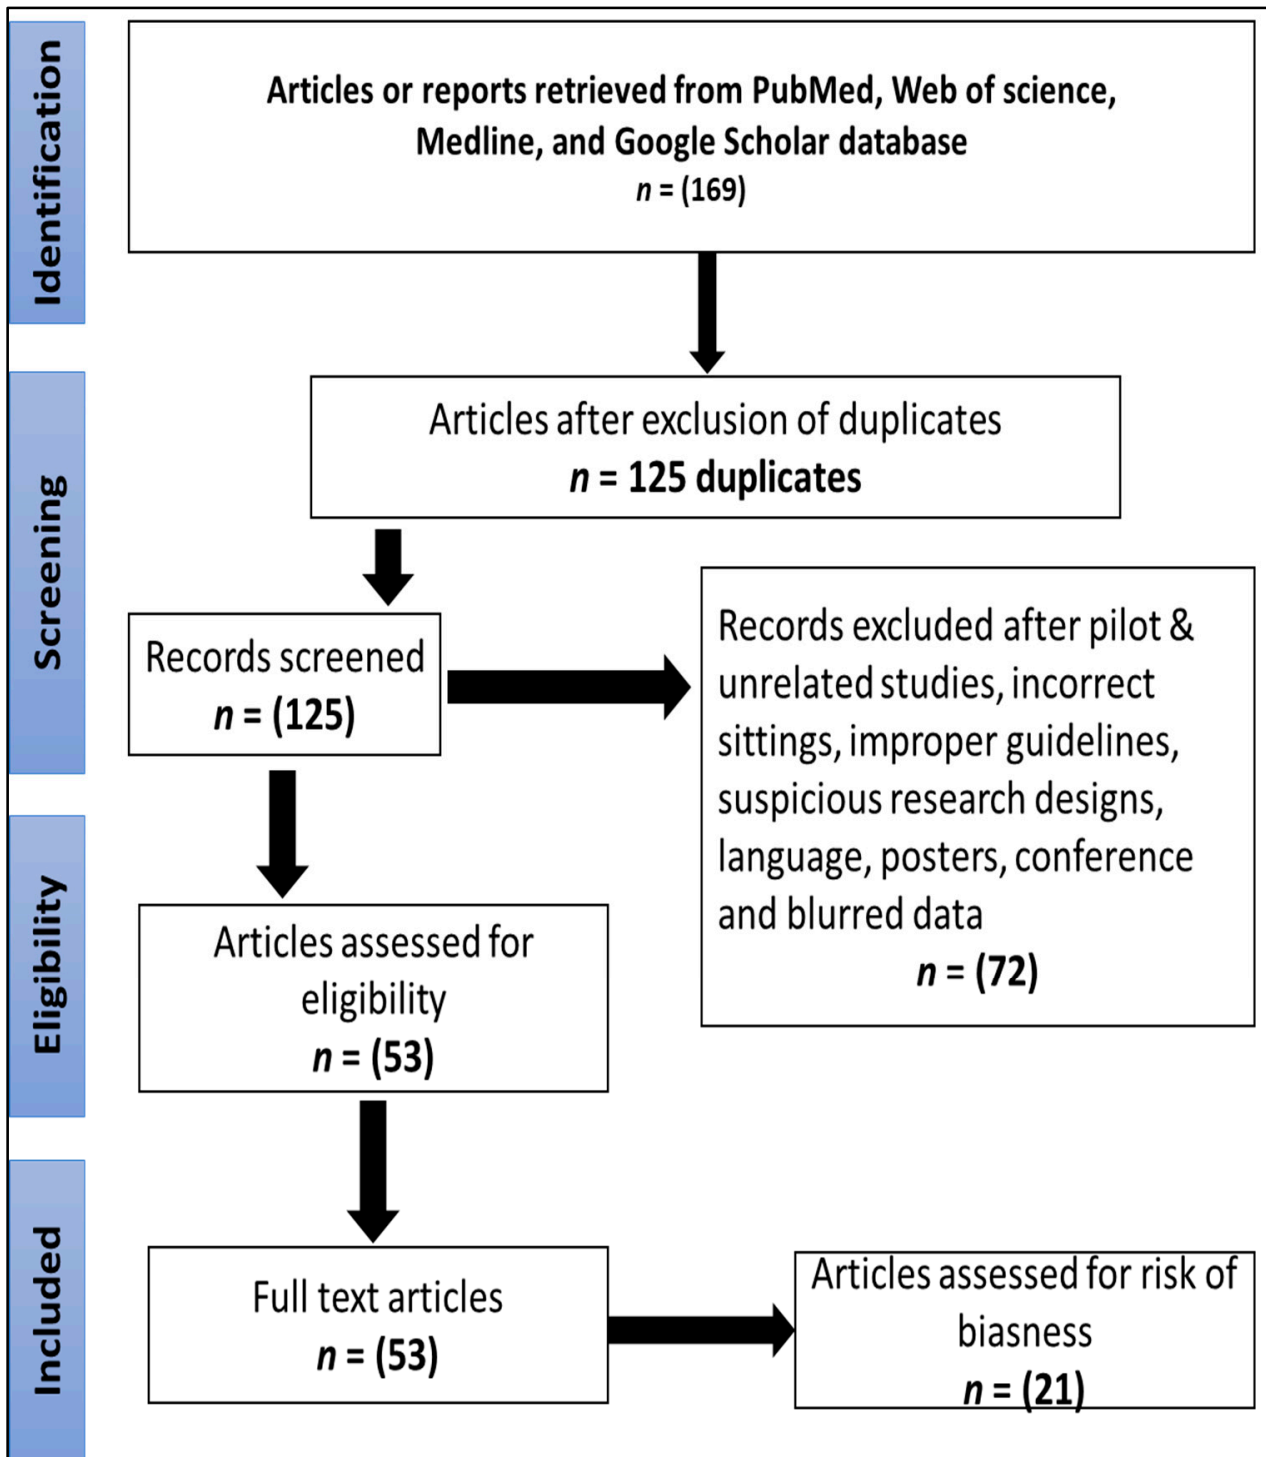 Identification
Articles or reports retrieved from PubMed, Web of science,
Medline, and Google Scholar database
n = (169)
Screening
Articles after exclusion of duplicates
n = 125 duplicates
Records screened
n = (125)
Records excluded after pilot &
unrelated studies, incorrect
sittings, improper guidelines,
suspicious research designs,
language, posters, conference
and blurred data
n = (72)
Eligibility
Articles assessed for
eligibility
n = (53)
Included
Full text articles
n = (53)
Articles assessed for risk of
biasness
n = (21)